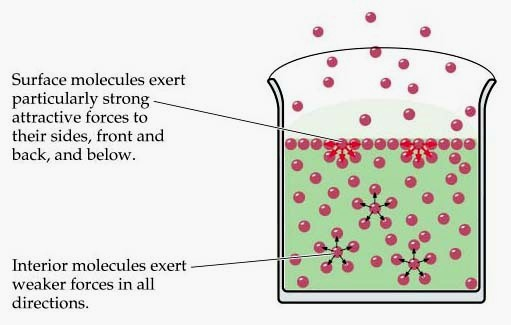 Surface molecules exert
particularly strong
attractive forces to
their sides, front and
back, and below.
Interior molecules exert
weaker forces in all
directions.